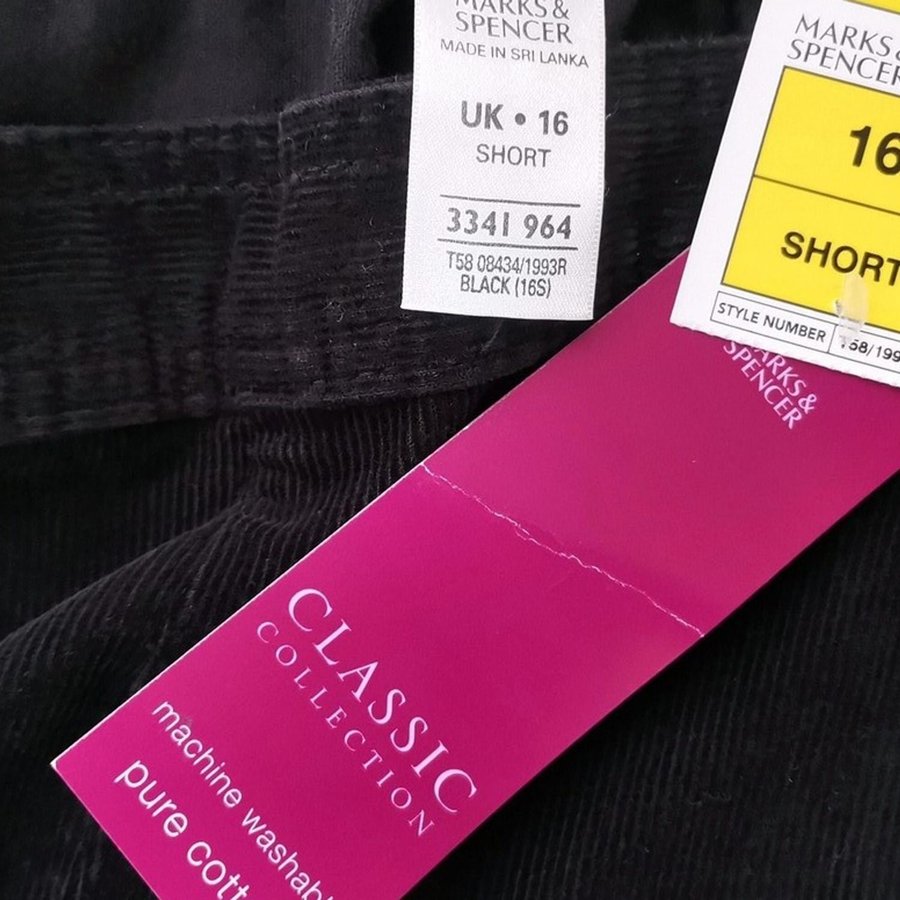 MARKS &
SPENCER
MADE IN SRI LANKA
UK • 16
SHORT
3341 964
T58 08434/1993R
BLACK (16S)
MARKS &
SPENCER
16
SHORT
STYLE NUMBER
MARKS &
SPENCER
CLASSIC
COLLECTION
machine washab
pure cott